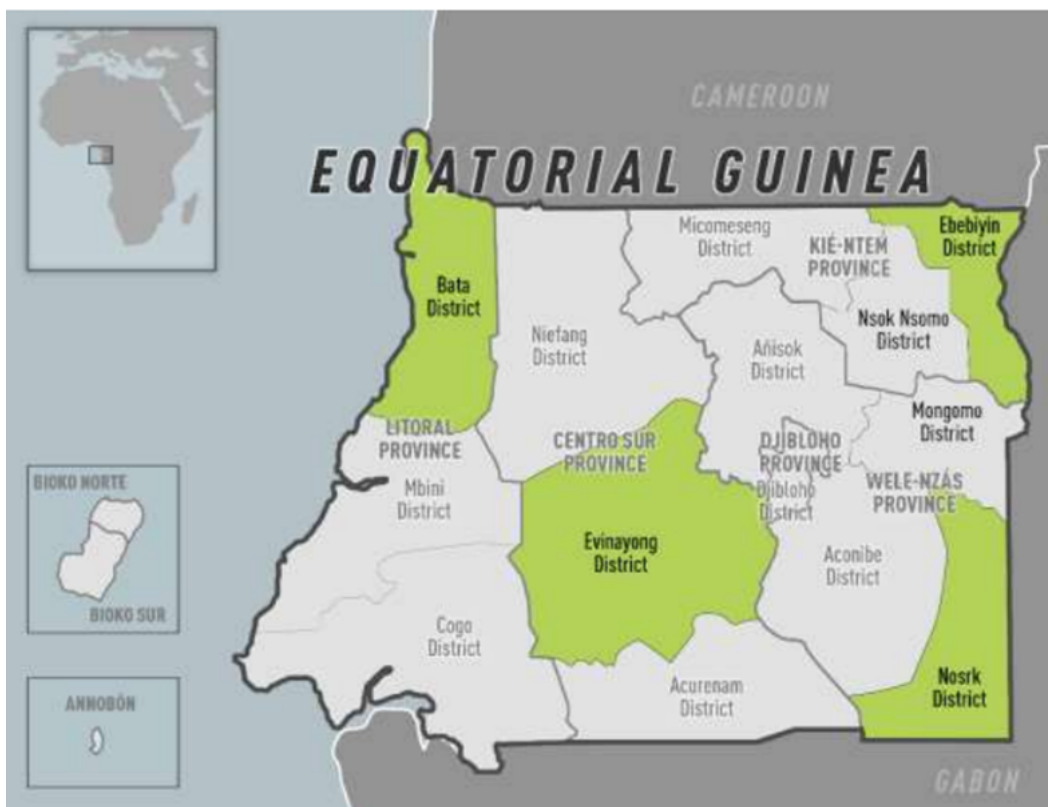 CAMEROON
EQUATORIAL GUINEA
Micomeseng
District
KIÉ-NTEM
PROVINCE
Ebebiyin
District
Bata
District
Niefang
District
Añisok
District
Nsok Nsomo
District
Mongomo
District
LITORAL
PROVINCE
CENTRO SUR
PROVINCE
DJIBLOHO
PROVINCE
Djibloho
District
WELE-NZÁS
PROVINCE
Mbini
District
Evinayong
District
Aconibe
District
BIOKO NORTE
BIOKO SUR
Cogo
District
Acurenam
District
Nosrk
District
ANNOBÓN
GABON